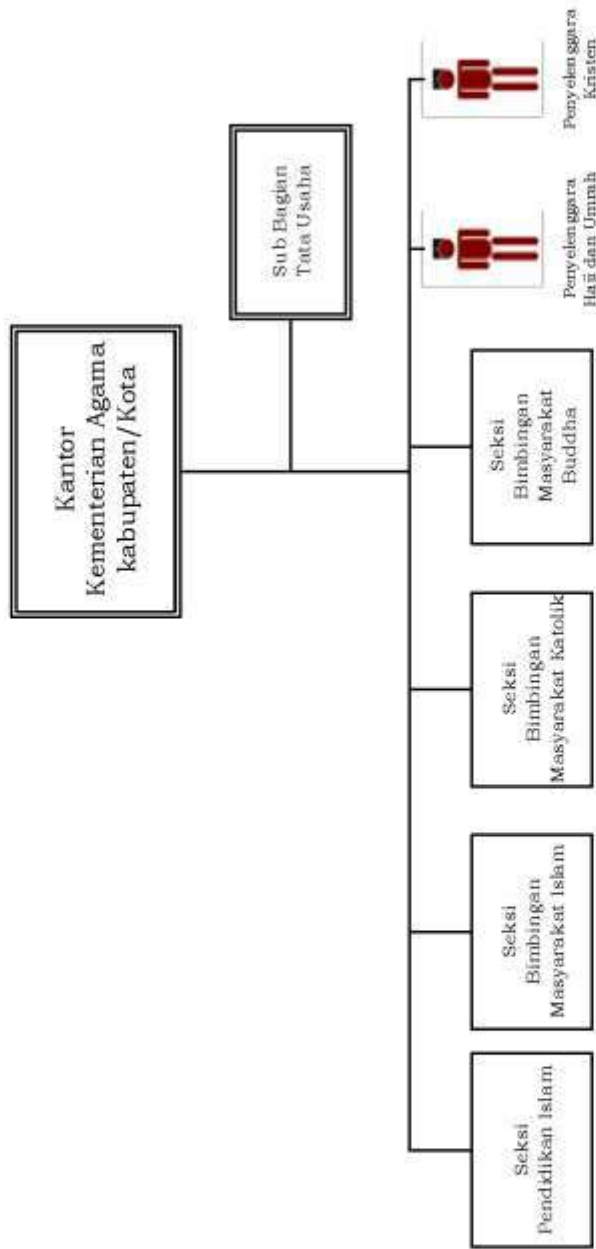 Kantor
Kementerian Agama
kabupaten/Kota
Sub Bagian
Tata Usaha
Seksi
Pendidikan Islam
Seksi
Bimbingan
Masyarakat Islam
Seksi
Bimbingan
Masyarakat Katolik
Seksi
Bimbingan
Masyarakat
Buddha
Penyelenggara
Haji dan Umrah
Penyelenggara
Kristen